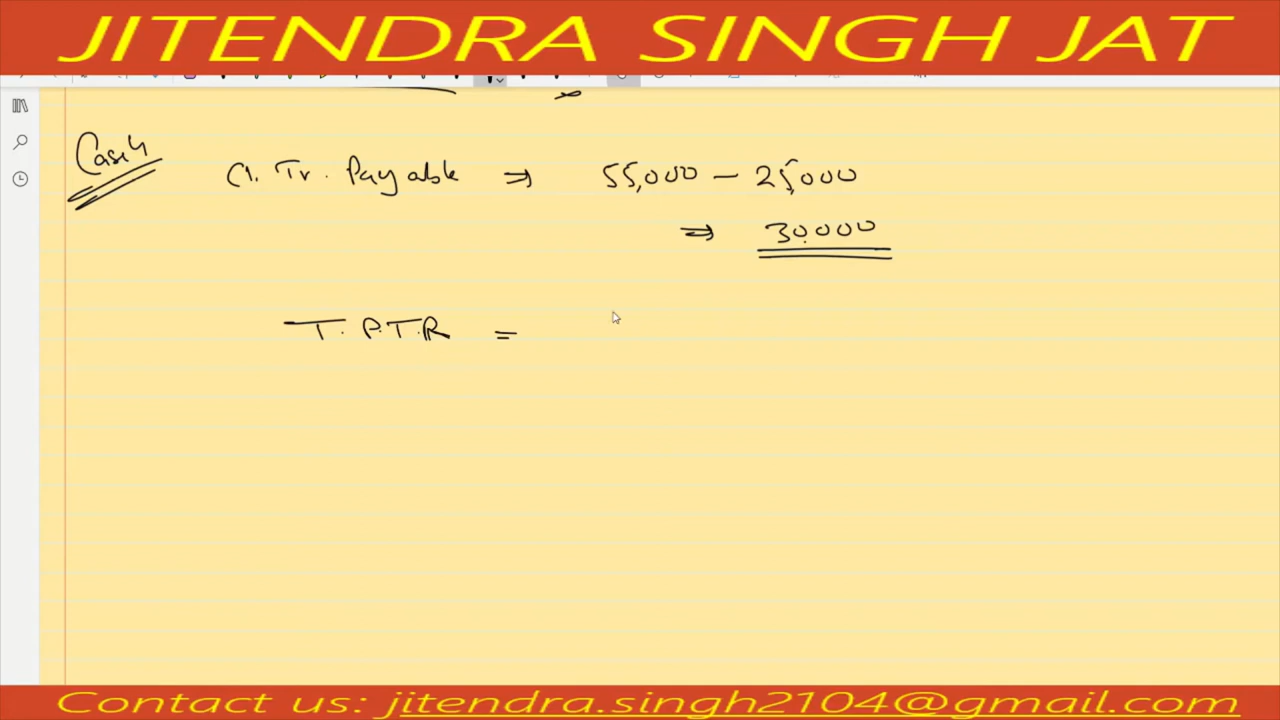 JITENDRA SINGH JAT
Case 4
Cl. Tr. Payable ⇒ 55,000 – 25,000
⇒ 30,000
T.P.T.R =
Contact us: jitendra.singh2104@gmail.com